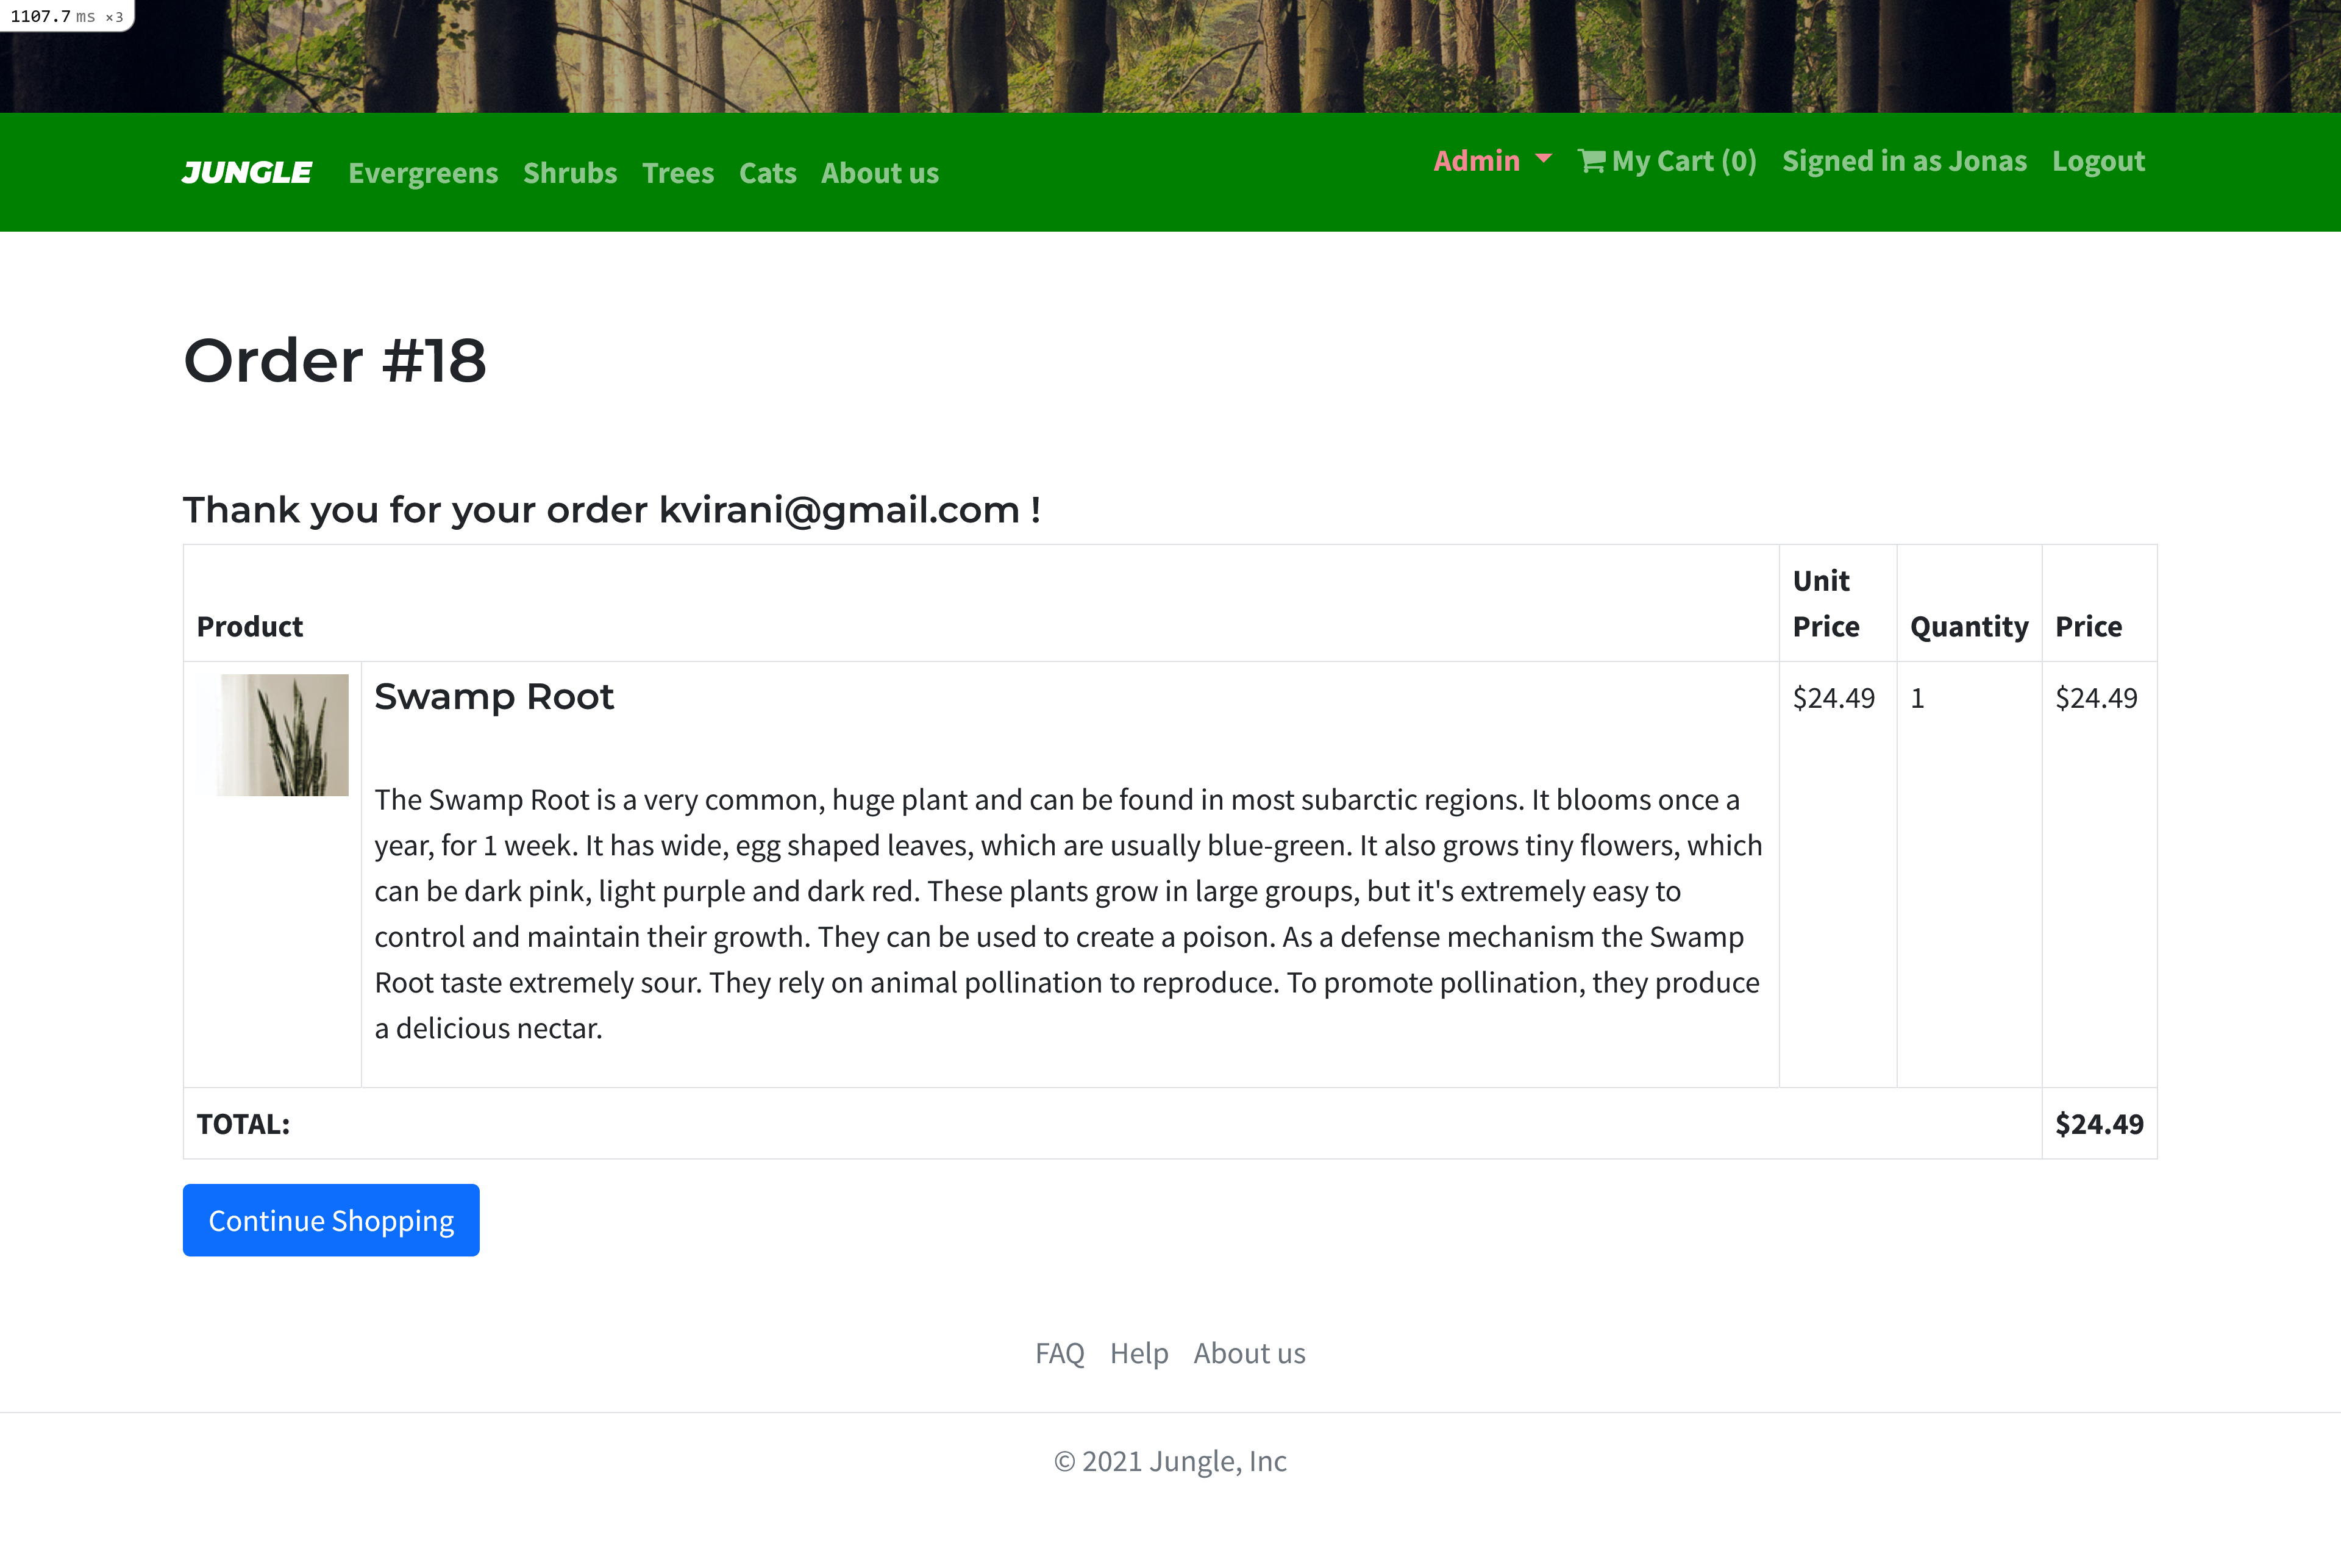 1107.7 ms ×3
JUNGLE Evergreens Shrubs Trees Cats About us Admin My Cart (0) Signed in as Jonas Logout
Order #18
Thank you for your order kvirani@gmail.com !
Product Unit Price Quantity Price
Swamp Root $24.49 1 $24.49
The Swamp Root is a very common, huge plant and can be found in most subarctic regions. It blooms once a
year, for 1 week. It has wide, egg shaped leaves, which are usually blue-green. It also grows tiny flowers, which
can be dark pink, light purple and dark red. These plants grow in large groups, but it's extremely easy to
control and maintain their growth. They can be used to create a poison. As a defense mechanism the Swamp
Root taste extremely sour. They rely on animal pollination to reproduce. To promote pollination, they produce
a delicious nectar.
TOTAL: $24.49
Continue Shopping
FAQ Help About us
© 2021 Jungle, Inc